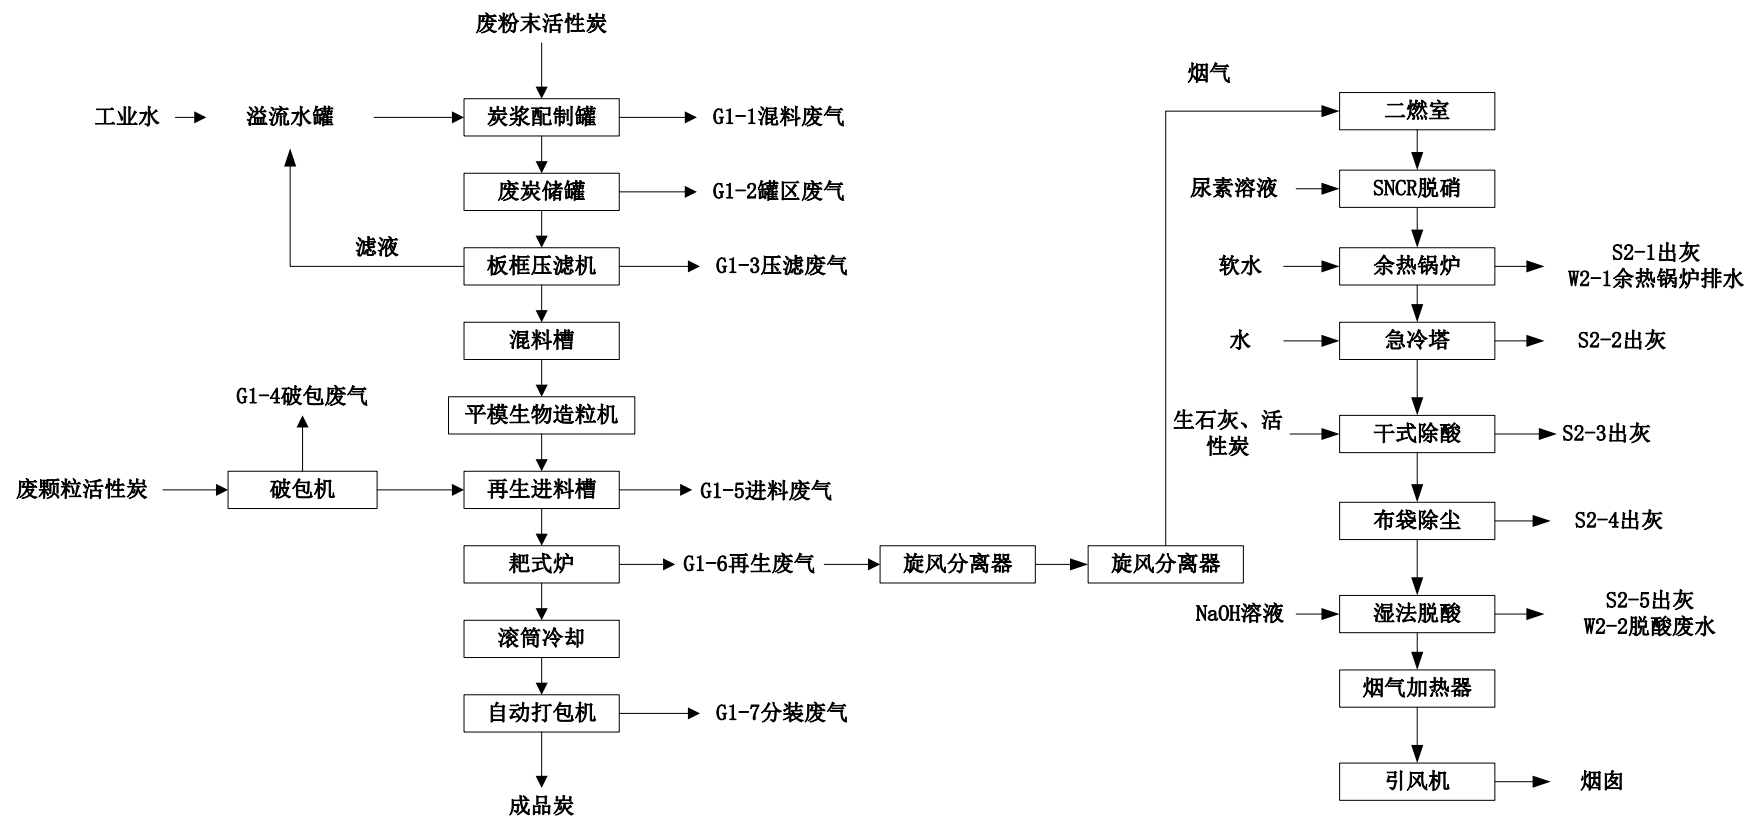 废粉末活性炭
工业水
溢流水罐
炭浆配制罐
G1-1混料废气
废炭储罐
G1-2罐区废气
滤液
板框压滤机
G1-3压滤废气
混料槽
G1-4破包废气
平模生物造粒机
废颗粒活性炭
破包机
再生进料槽
G1-5进料废气
耙式炉
G1-6再生废气
旋风分离器
旋风分离器
滚筒冷却
自动打包机
G1-7分装废气
成品炭
烟气
二燃室
尿素溶液
SNCR脱硝
软水
余热锅炉
S2-1出灰
W2-1余热锅炉排水
水
急冷塔
S2-2出灰
生石灰、活
性炭
干式除酸
S2-3出灰
布袋除尘
S2-4出灰
NaOH溶液
湿法脱酸
S2-5出灰
W2-2脱酸废水
烟气加热器
引风机
烟囱